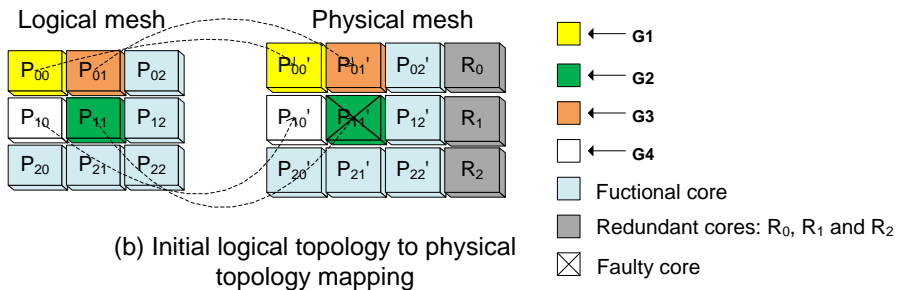 Logical mesh
Physical mesh
P00 P01 P02
P10 P11 P12
P20 P21 P22
P00' P01' P02' R0
P10' P11' P12' R1
P20' P21' P22' R2
G1
G2
G3
G4
Fuctional core
Redundant cores: R0, R1 and R2
Faulty core
(b) Initial logical topology to physical
topology mapping